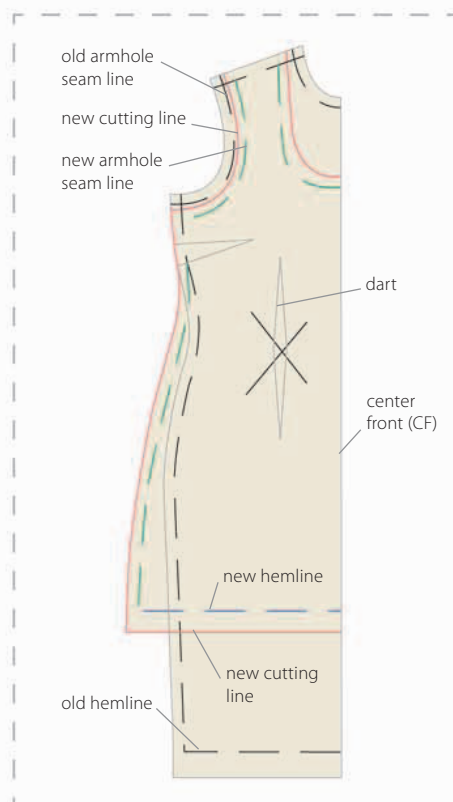 old armhole
seam line
new cutting line
new armhole
seam line
dart
center
front (CF)
new hemline
new cutting
line
old hemline